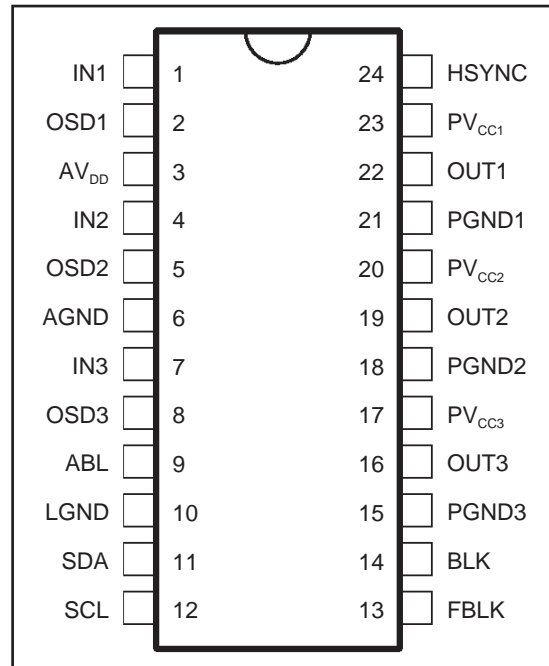 IN1 1 24 HSYNC
OSD1 2 23 PVCC1
AVDD 3 22 OUT1
IN2 4 21 PGND1
OSD2 5 20 PVCC2
AGND 6 19 OUT2
IN3 7 18 PGND2
OSD3 8 17 PVCC3
ABL 9 16 OUT3
LGND 10 15 PGND3
SDA 11 14 BLK
SCL 12 13 FBLK